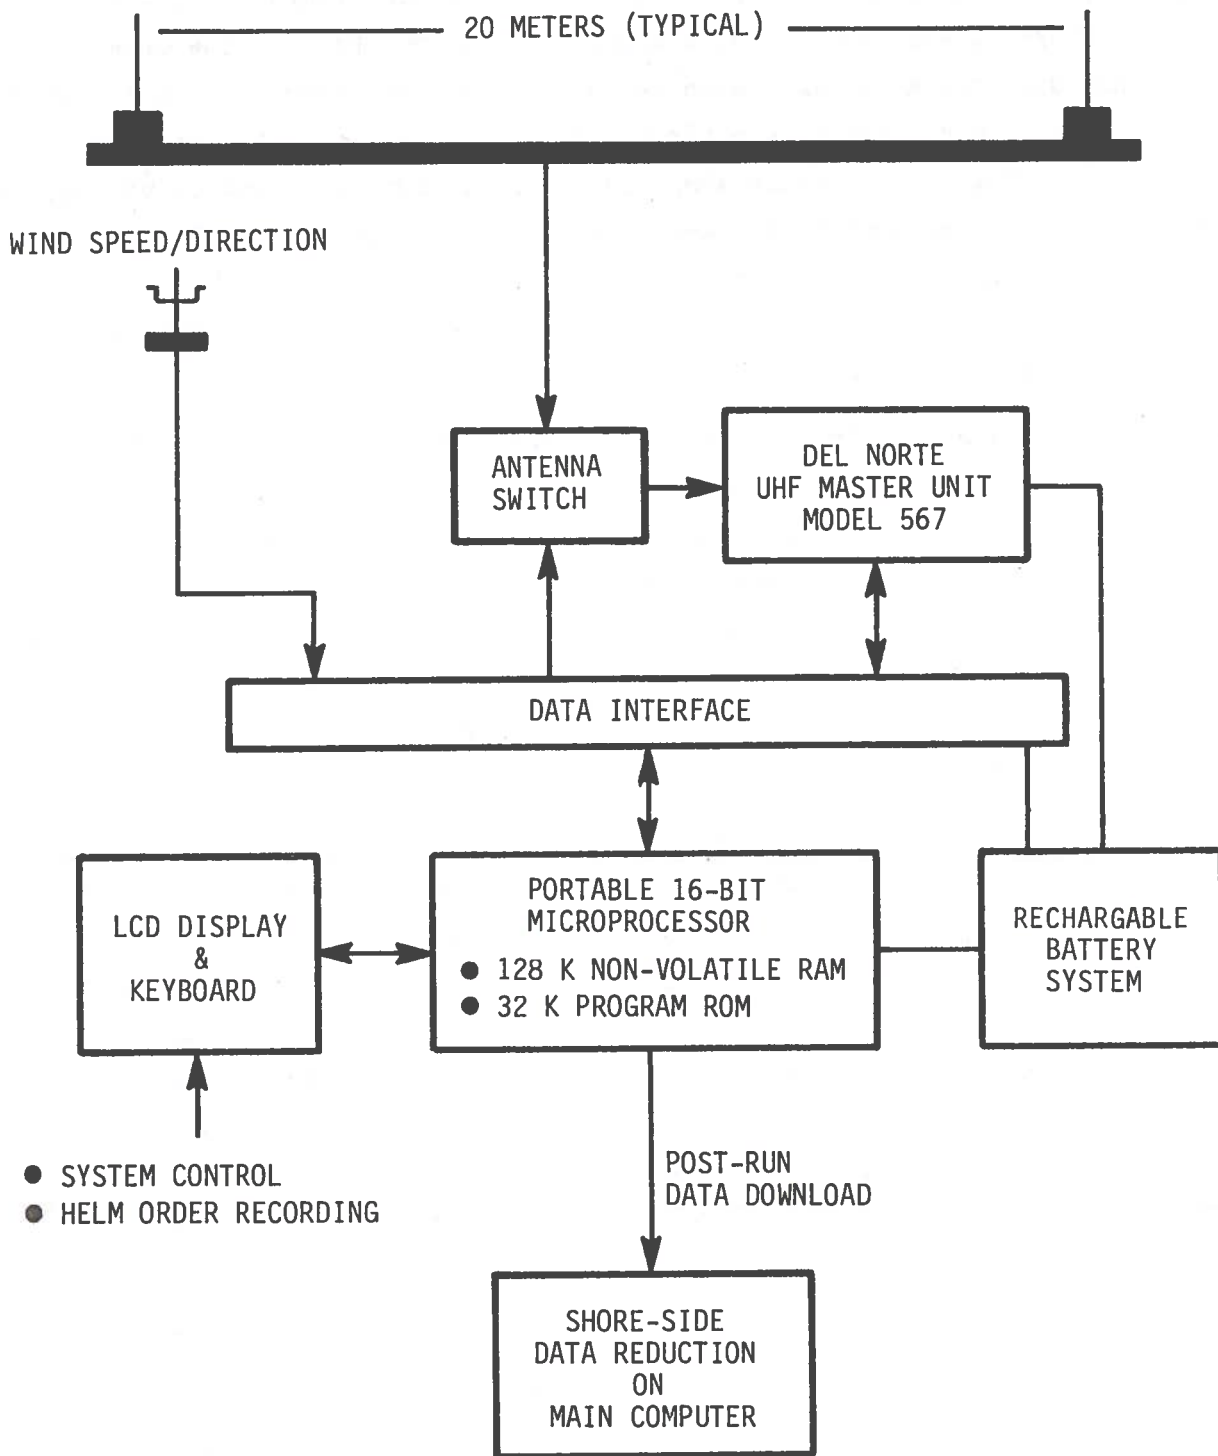 20 METERS (TYPICAL)
WIND SPEED/DIRECTION
ANTENNA
SWITCH
DEL NORTE
UHF MASTER UNIT
MODEL 567
DATA INTERFACE
LCD DISPLAY
&
KEYBOARD
PORTABLE 16-BIT
MICROPROCESSOR
● 128 K NON-VOLATILE RAM
● 32 K PROGRAM ROM
RECHARGABLE
BATTERY
SYSTEM
● SYSTEM CONTROL
● HELM ORDER RECORDING
POST-RUN
DATA DOWNLOAD
SHORE-SIDE
DATA REDUCTION
ON
MAIN COMPUTER